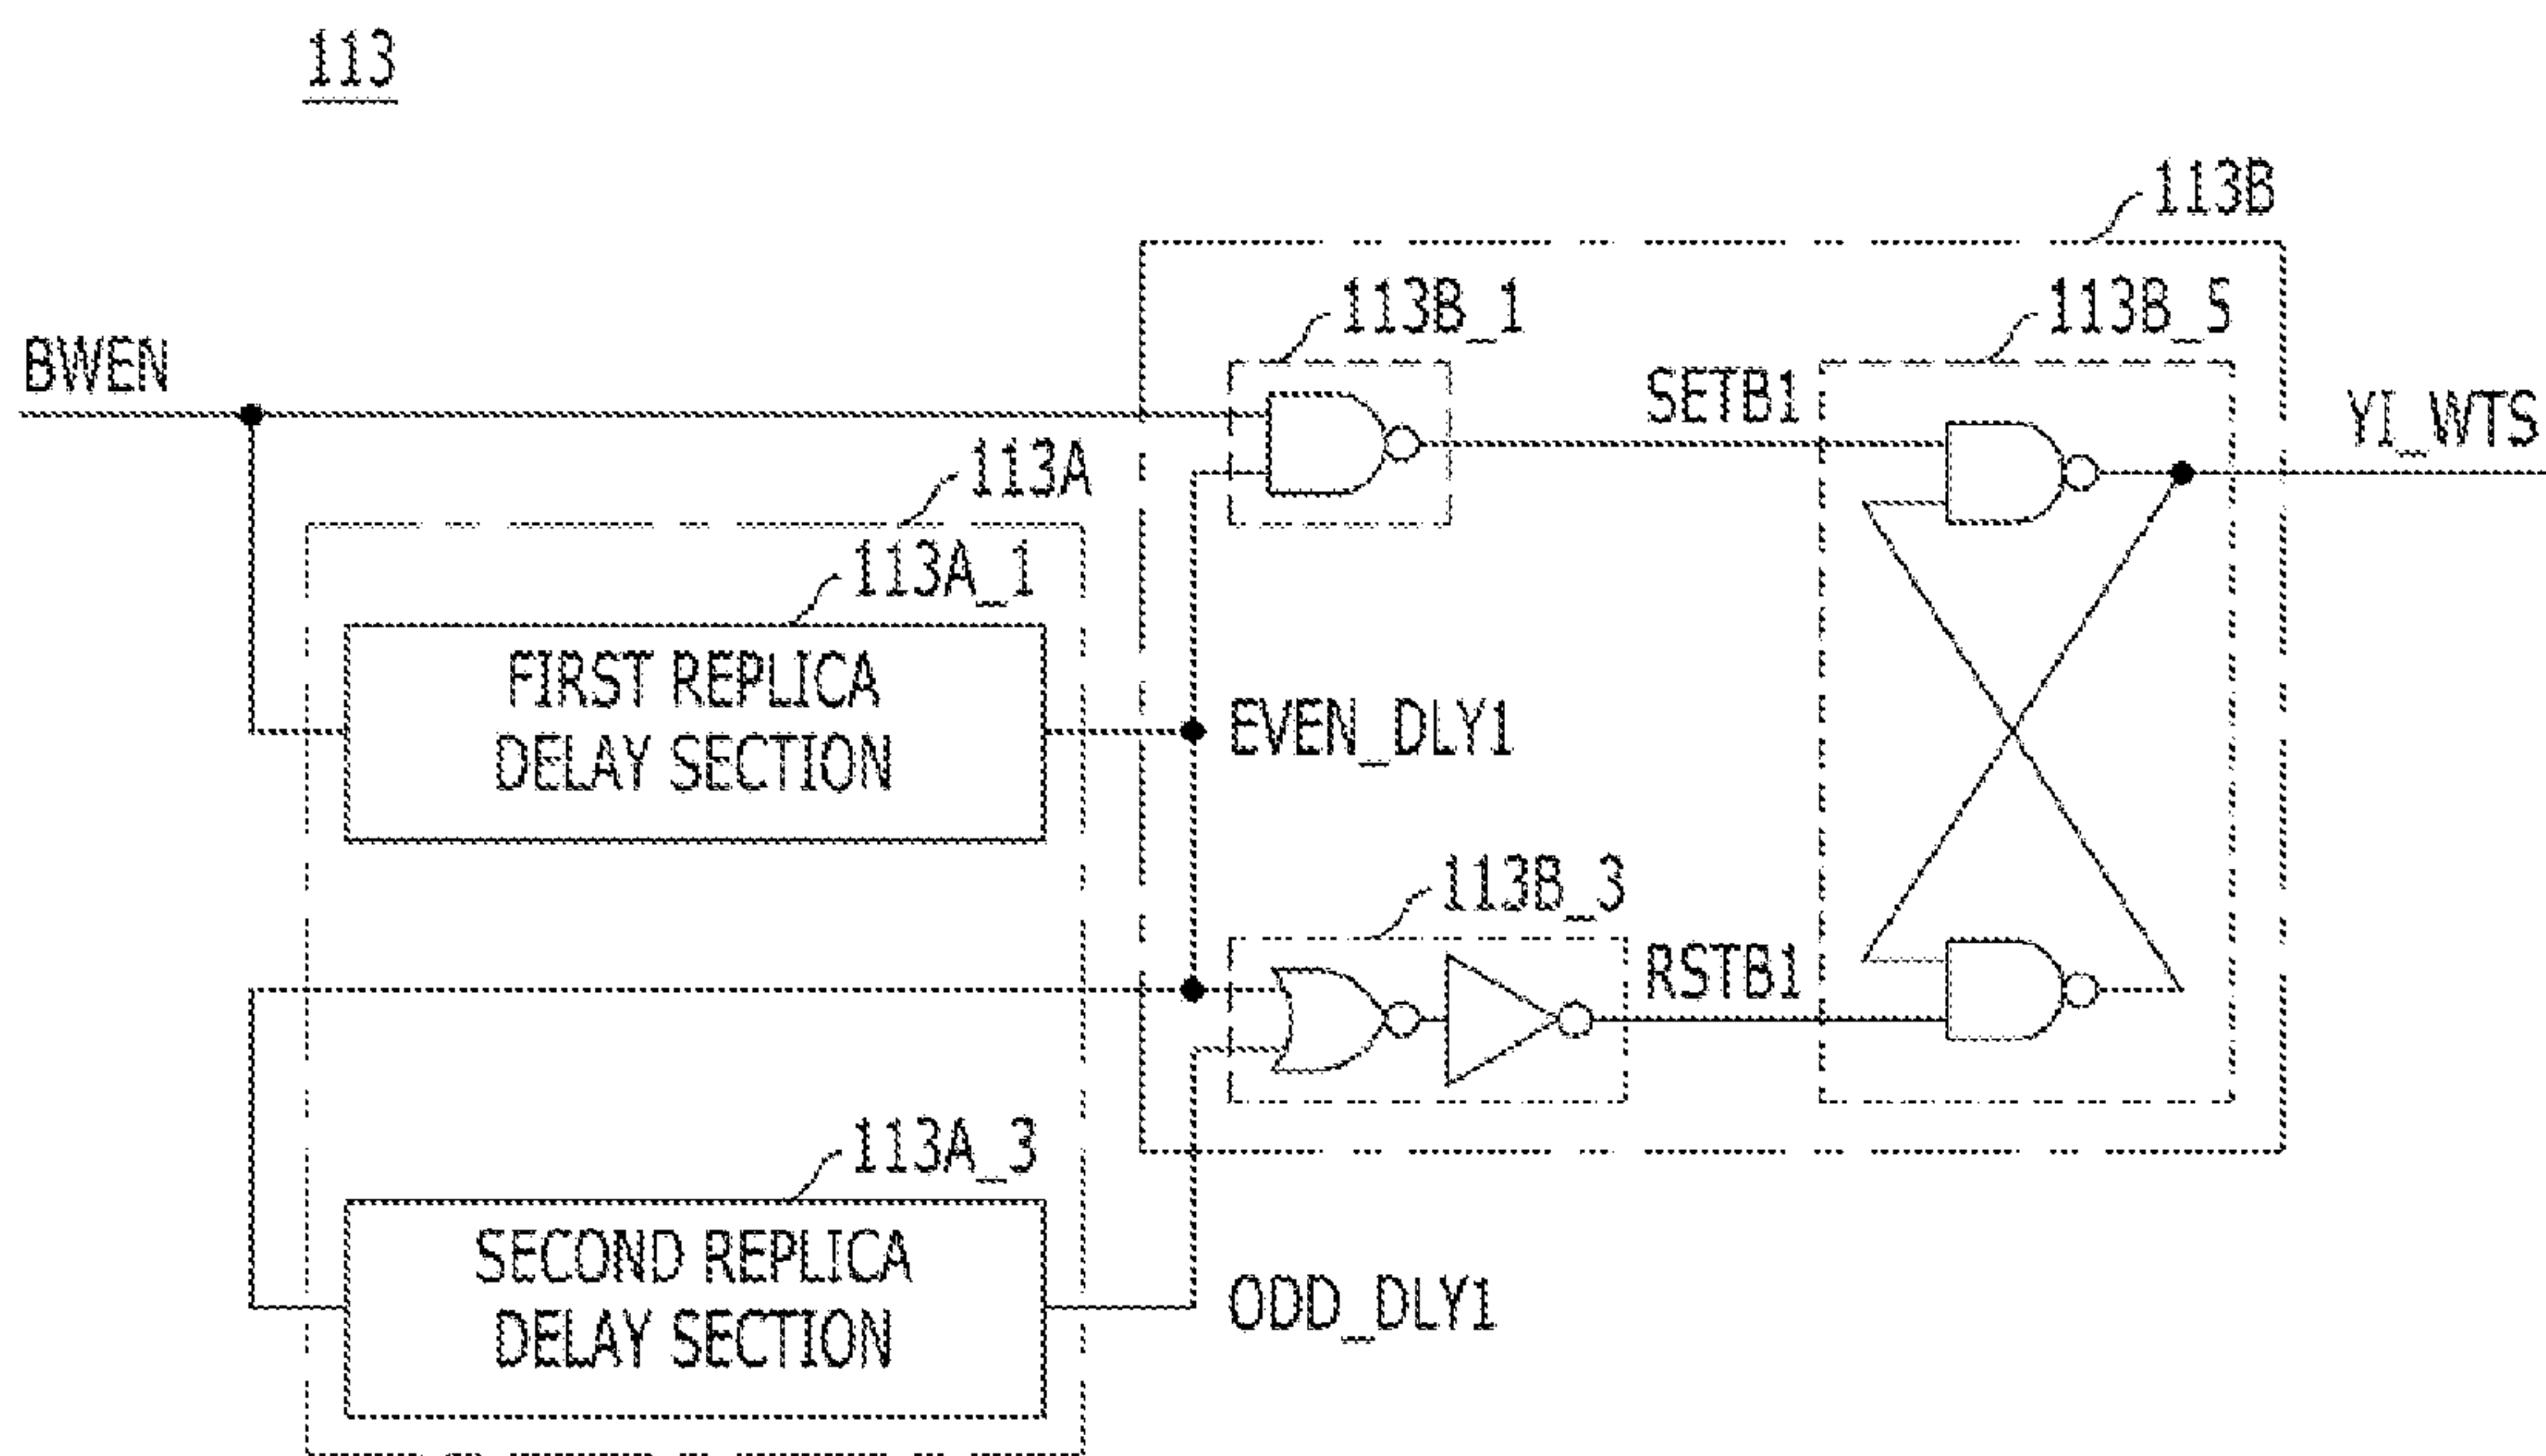 113
113B
113B_1
113B_5
BWEN
SETB1
YI_WTS
113A
113A_1
FIRST REPLICA
DELAY SECTION
EVEN_DLY1
113B_3
RSTB1
113A_3
SECOND REPLICA
DELAY SECTION
ODD_DLY1